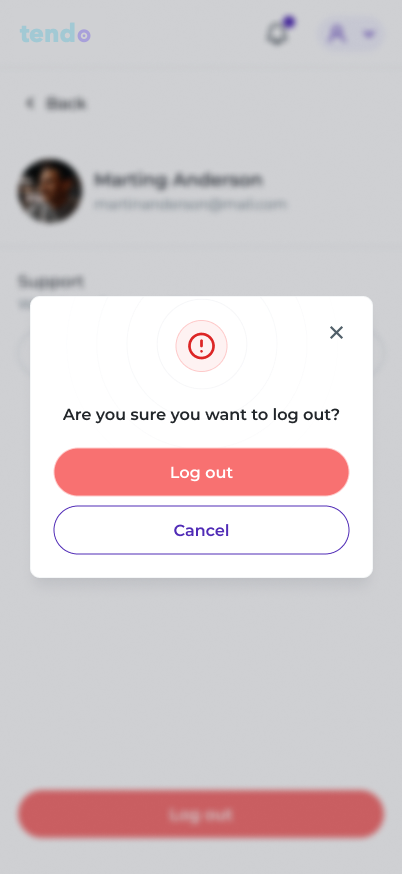 tendo
Back
Marting Anderson
martinanderson@mail.com
Support
Are you sure you want to log out?
Log out
Cancel
Log out